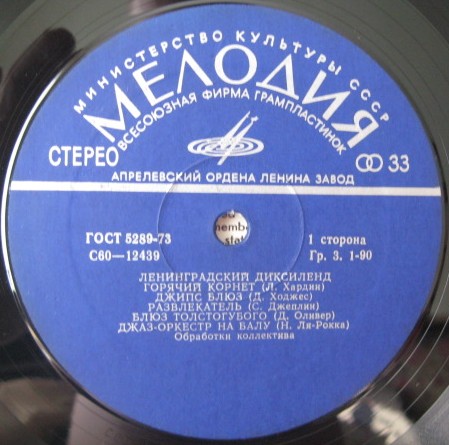 МИНИСТЕРСТВО КУЛЬТУРЫ СССР
МЕЛОДИЯ
ВСЕСОЮЗНАЯ ФИРМА ГРАМПЛАСТИНОК
СТЕРЕО 33
АПРЕЛЕВСКИЙ ОРДЕНА ЛЕНИНА ЗАВОД
ГОСТ 5289-73 1 сторона
С60—12439 Гр. 3. 1-90
ЛЕНИНГРАДСКИЙ ДИКСИЛЕНД
ГОРЯЧИЙ КОРНЕТ (Л. Хардин)
ДЖИПС БЛЮЗ (Д. Ходжес)
РАЗВЛЕКАТЕЛЬ (С. Джеплин)
БЛЮЗ ТОЛСТОГУБОГО (Д. Оливер)
ДЖАЗ-ОРКЕСТР НА БАЛУ (Н. Ля-Рокка)
Обработки коллектива